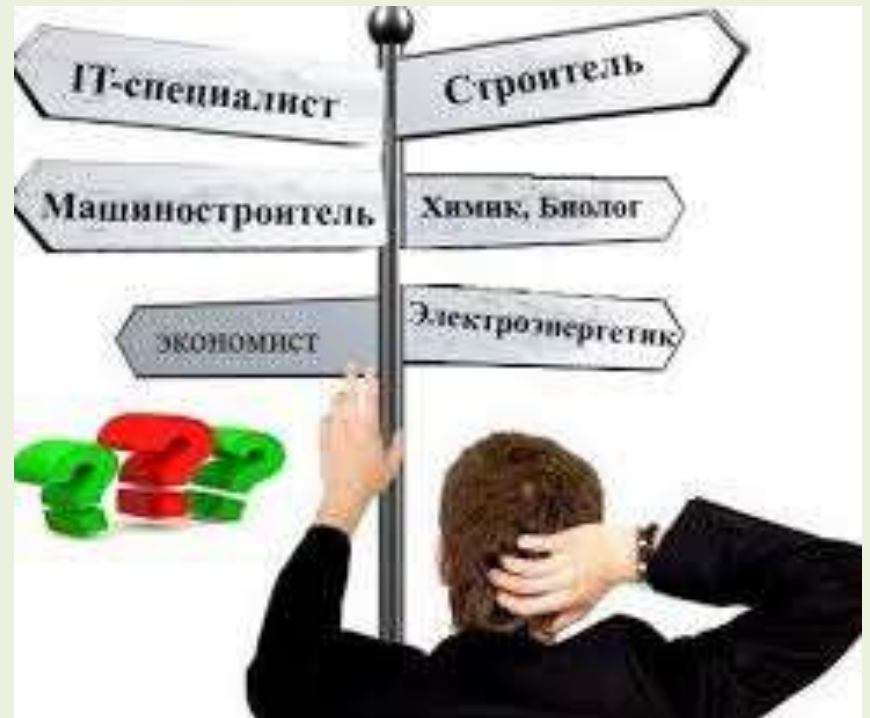 IT-специалист
Строитель
Машиностроитель
Химик, Биолог
экономист
Электроэнергетик
???